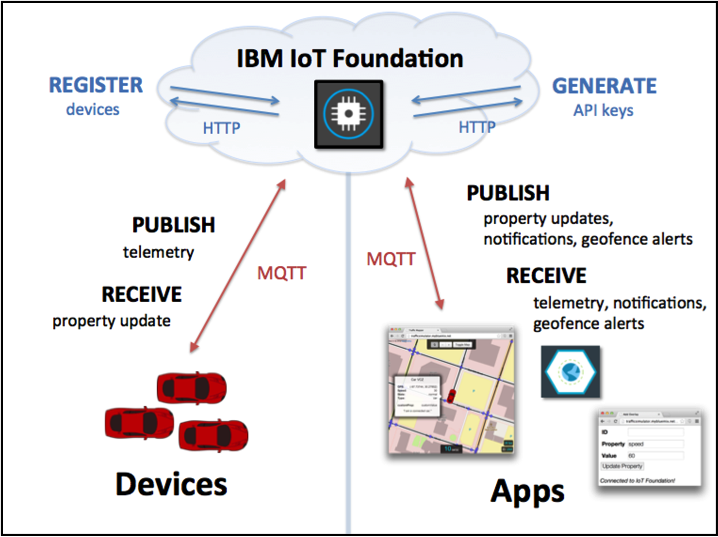 IBM IoT Foundation
REGISTER
devices
HTTP
GENERATE
API keys
HTTP
PUBLISH
telemetry
MQTT
RECEIVE
property update
PUBLISH
property updates,
notifications, geofence alerts
MQTT
RECEIVE
telemetry, notifications,
geofence alerts
ID
Property speed
Value 60
Update Property
Connected to IoT Foundation!
Devices
Apps